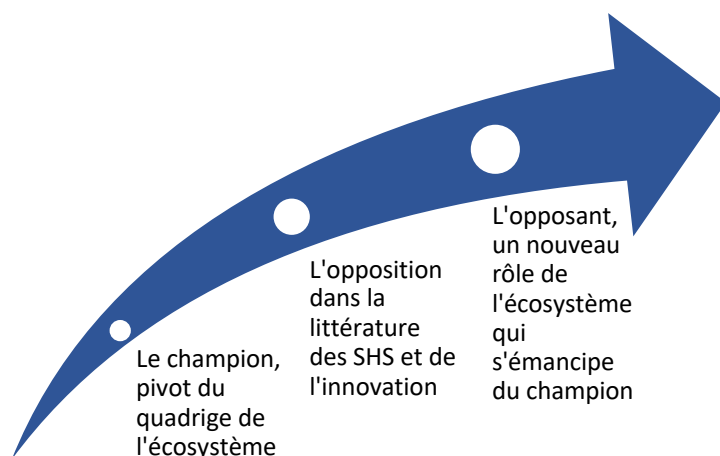 Le champion,
pivot du
quadrige de
l'écosystème
L'opposition
dans la
littérature
des SHS et de
l'innovation
L'opposant,
un nouveau
rôle de
l'écosystème
qui
s'émancipe
du champion